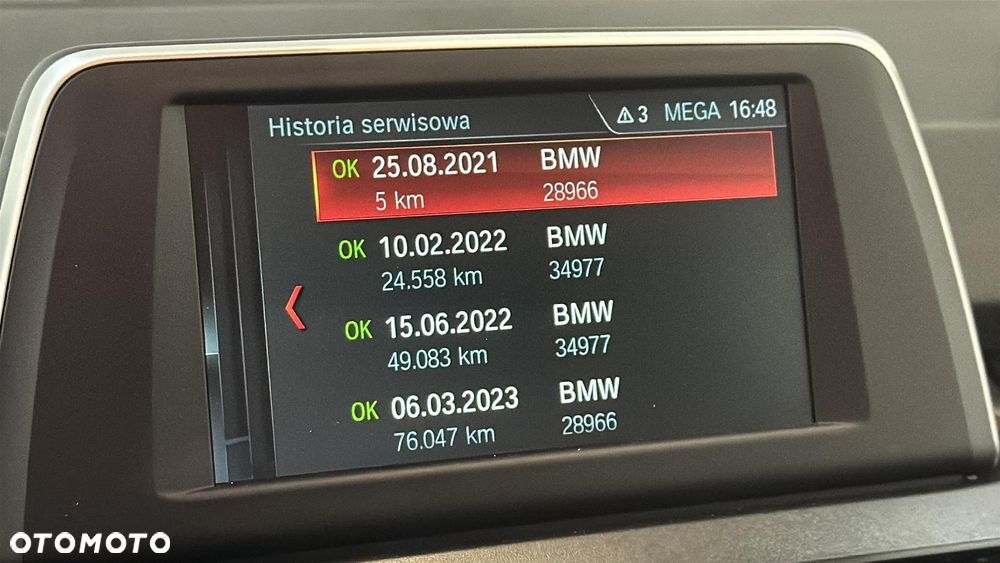 Historia serwisowa ⚠ 3 MEGA 16:48
OK 25.08.2021 BMW
5 km 28966
OK 10.02.2022 BMW
24.558 km 34977
OK 15.06.2022 BMW
49.083 km 34977
OK 06.03.2023 BMW
76.047 km 28966
OTOMOTO